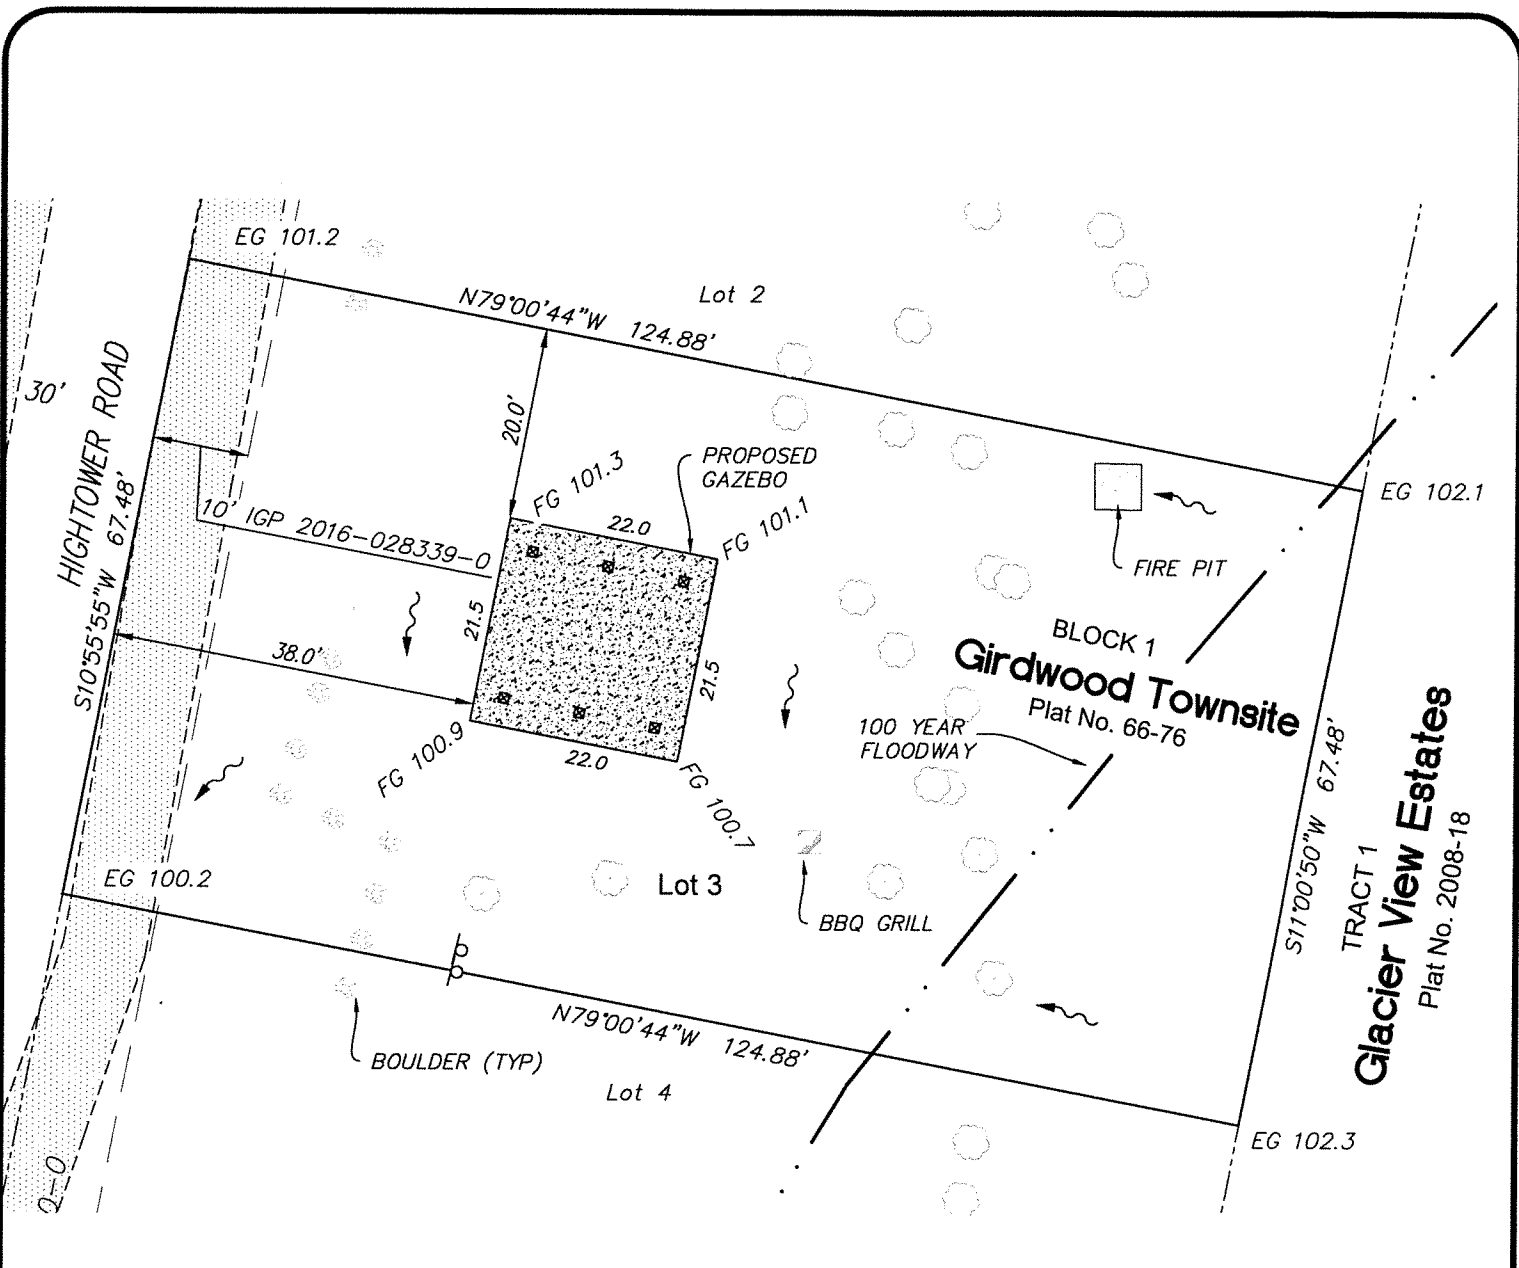 EG 101.2
Lot 2
N79°00'44"W 124.88'
30'
HIGHTOWER ROAD
S10°55'55"W 67.48'
20.0'
PROPOSED
GAZEBO
FG 101.3
22.0
FG 101.1
EG 102.1
10' IGP 2016-028339-0
FIRE PIT
21.5
21.5
38.0'
BLOCK 1
Girdwood Townsite
Plat No. 66-76
100 YEAR
FLOODWAY
FG 100.9
22.0
FG 100.7
S11°00'50"W 67.48'
TRACT 1
Glacier View Estates
Plat No. 2008-18
EG 100.2
Lot 3
BBQ GRILL
N79°00'44"W 124.88'
BOULDER (TYP)
Lot 4
EG 102.3
0-0